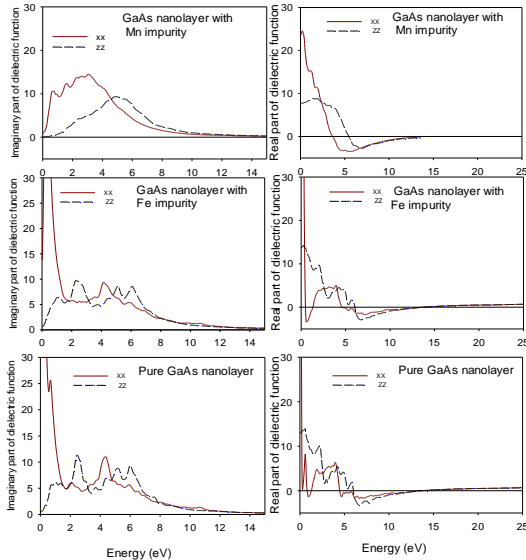 GaAs nanolayer with
Mn impurity
xx
zz
Imaginary part of dielectric function
30
20
10
0
0 2 4 6 8 10 12 14
GaAs nanolayer with
Mn impurity
xx
zz
Real part of dielectric function
30
20
10
0
0 5 10 15 20 25
GaAs nanolayer with
Fe impurity
xx
zz
Imaginary part of dielectric function
30
25
20
15
10
5
0
0 2 4 6 8 10 12 14
GaAs nanolayer with
Fe impurity
xx
zz
Real part of dielectric function
30
20
10
0
0 5 10 15 20 25
Pure GaAs nanolayer
xx
zz
Imaginary part of dielectric function
30
25
20
15
10
5
0
0 2 4 6 8 10 12 14
Energy (eV)
Pure GaAs nanolayer
xx
zz
Real part of dielectric function
30
20
10
0
0 5 10 15 20 25
Energy (eV)